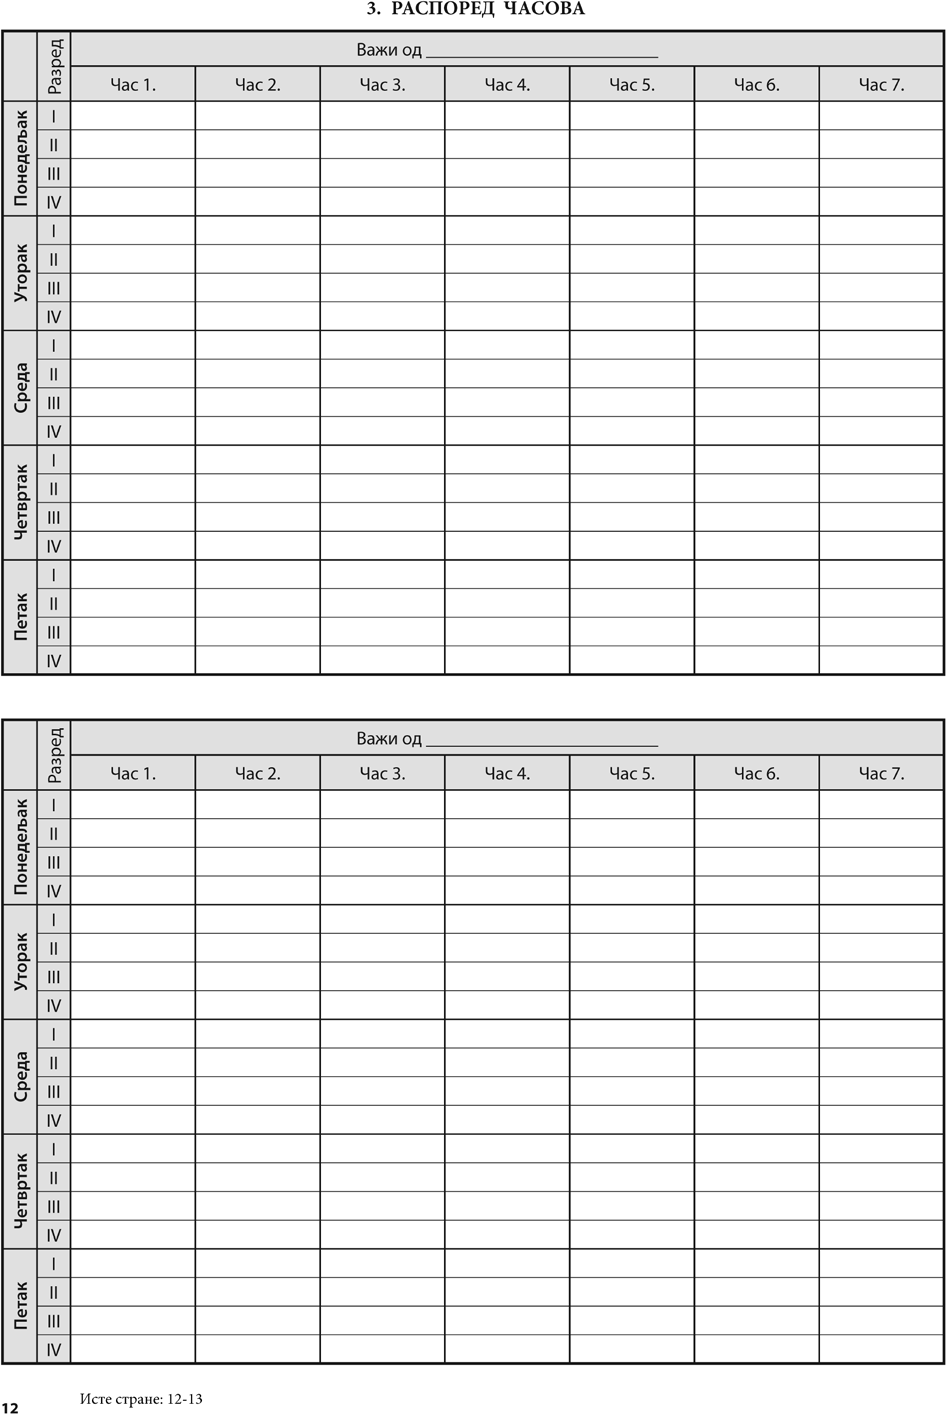 3. РАСПОРЕД ЧАСОВА
Разред
Важи од
Час 1. Час 2. Час 3. Час 4. Час 5. Час 6. Час 7.
Понедељак
I
II
III
IV
Уторак
I
II
III
IV
Среда
I
II
III
IV
Четвртак
I
II
III
IV
Петак
I
II
III
IV
Разред
Важи од
Час 1. Час 2. Час 3. Час 4. Час 5. Час 6. Час 7.
Понедељак
I
II
III
IV
Уторак
I
II
III
IV
Среда
I
II
III
IV
Четвртак
I
II
III
IV
Петак
I
II
III
IV
Исте стране: 12-13
12